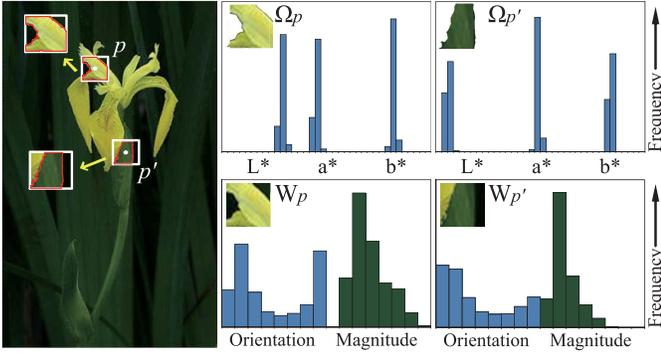 p
p'
Ωp
Ωp'
Frequency
L* a* b*
L* a* b*
Wp
Wp'
Frequency
Orientation Magnitude
Orientation Magnitude